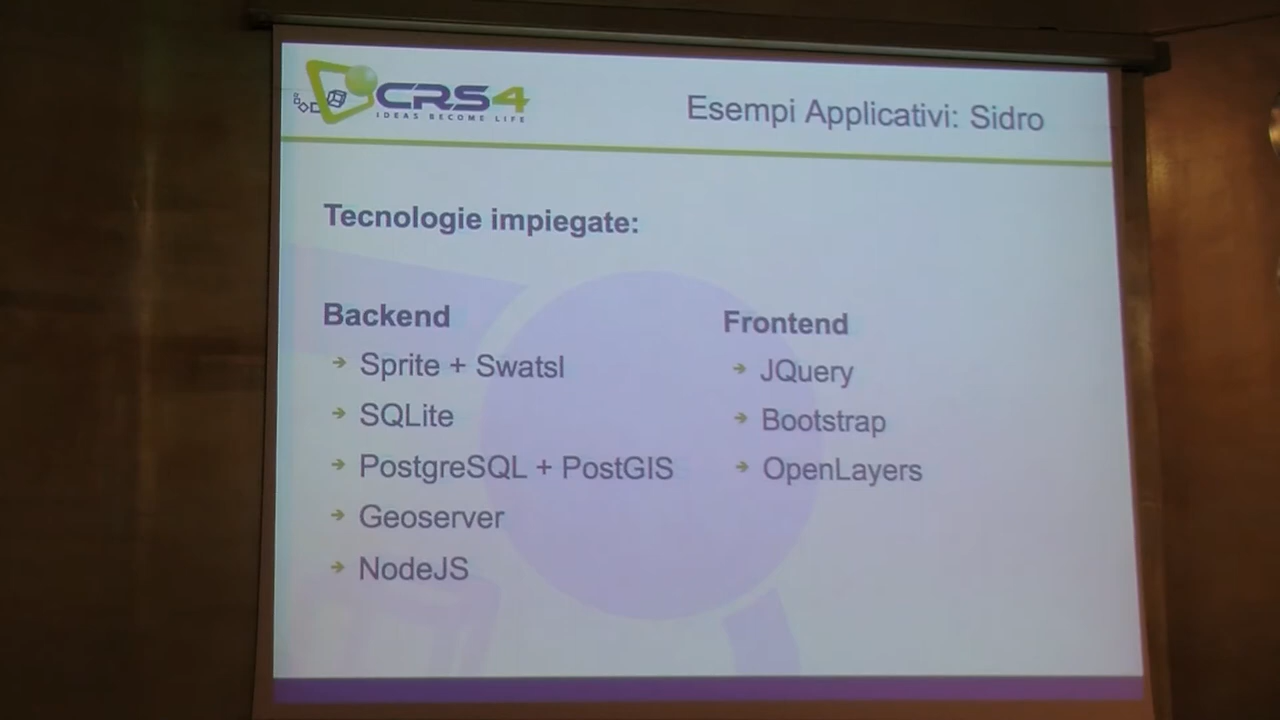 CRS4
IDEAS BECOME LIFE
Esempi Applicativi: Sidro
Tecnologie impiegate:
Backend
Sprite + Swatsl
SQLite
PostgreSQL + PostGIS
Geoserver
NodeJS
Frontend
JQuery
Bootstrap
OpenLayers